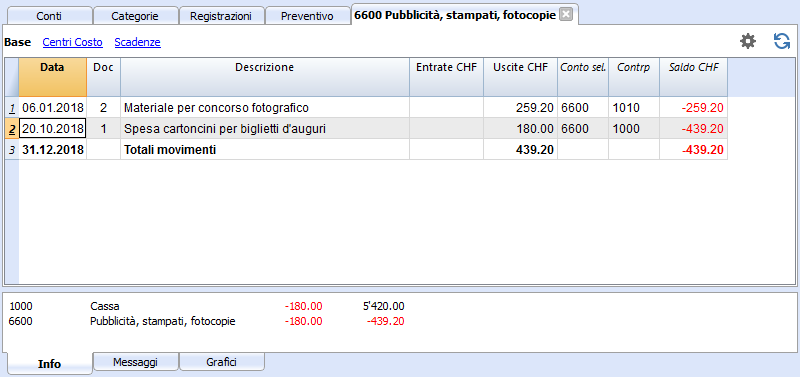 Conti Categorie Registrazioni Preventivo 6600 Pubblicità, stampati, fotocopie
Base Centri Costo Scadenze
Data Doc Descrizione Entrate CHF Uscite CHF Conto sel. Contrp Saldo CHF
1 06.01.2018 2 Materiale per concorso fotografico 259.20 6600 1010 -259.20
2 20.10.2018 1 Spesa cartoncini per biglietti d'auguri 180.00 6600 1000 -439.20
3 31.12.2018 Totali movimenti 439.20 -439.20
1000 Cassa -180.00 5'420.00
6600 Pubblicità, stampati, fotocopie -180.00 -439.20
Info Messaggi Grafici